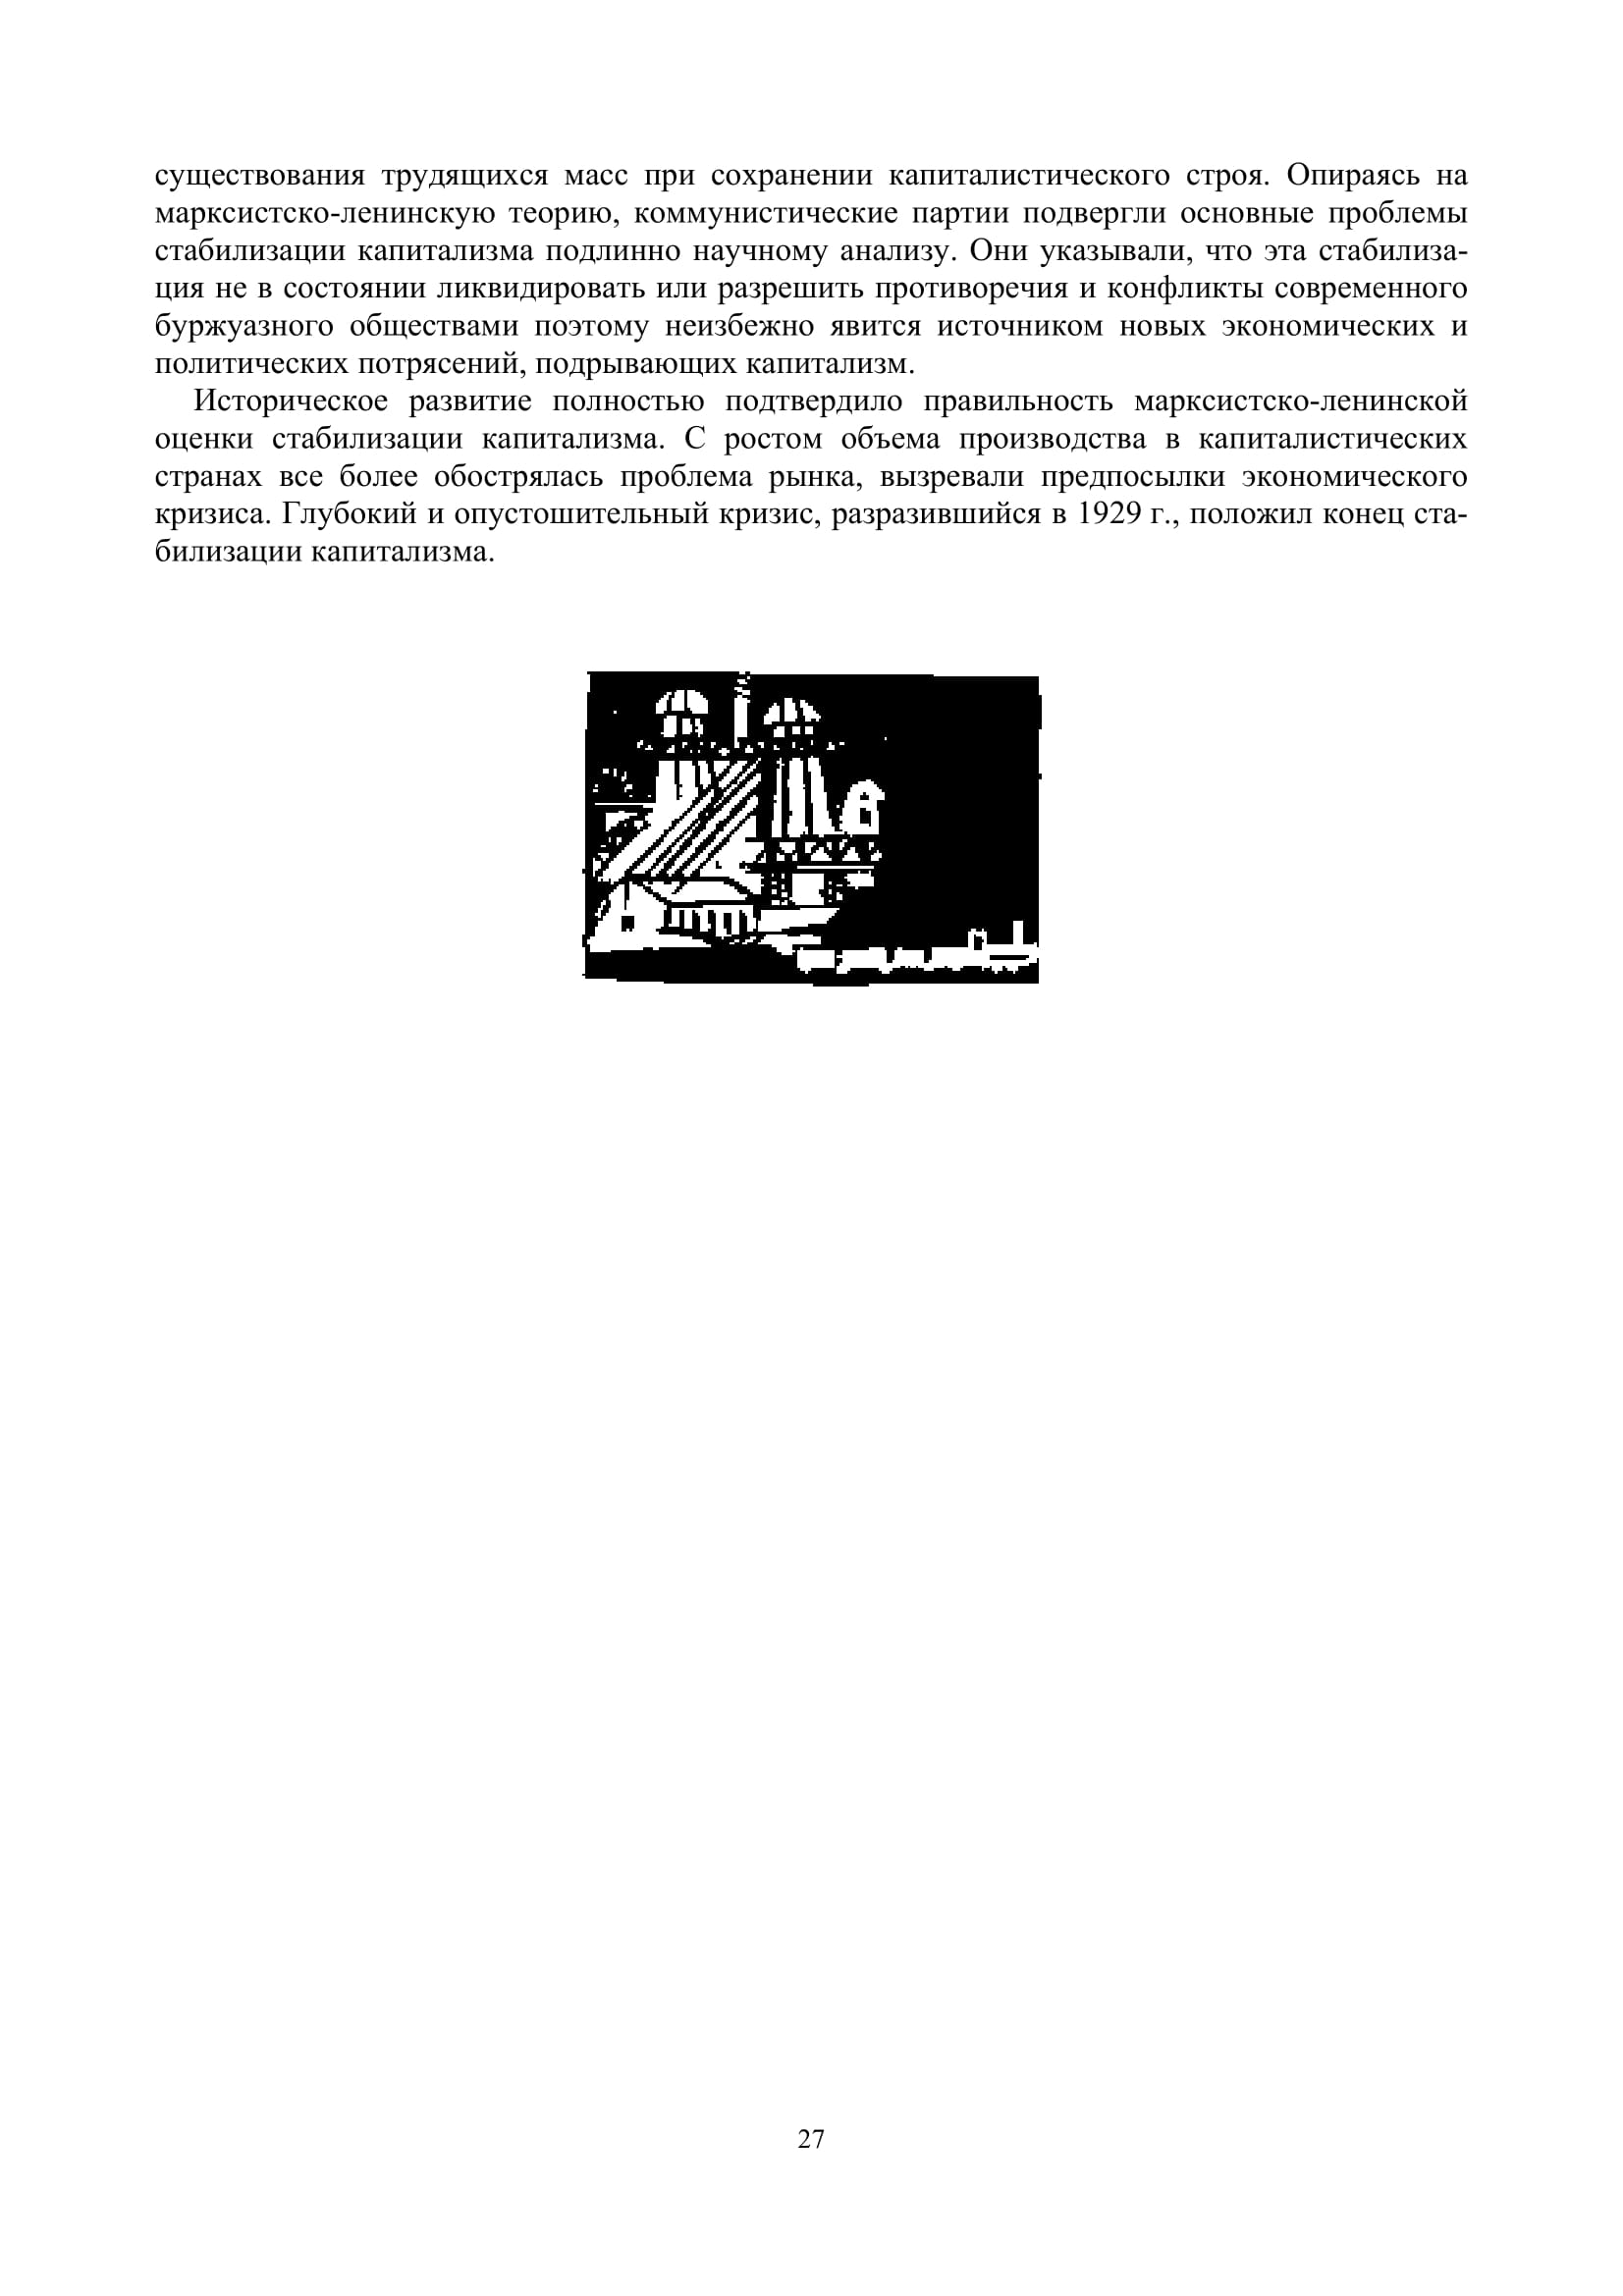 существования трудящихся масс при сохранении капиталистического строя. Опираясь на
марксистско-ленинскую теорию, коммунистические партии подвергли основные проблемы
стабилизации капитализма подлинно научному анализу. Они указывали, что эта стабилиза-
ция не в состоянии ликвидировать или разрешить противоречия и конфликты современного
буржуазного обществами поэтому неизбежно явится источником новых экономических и
политических потрясений, подрывающих капитализм.
Историческое развитие полностью подтвердило правильность марксистско-ленинской
оценки стабилизации капитализма. С ростом объема производства в капиталистических
странах все более обострялась проблема рынка, вызревали предпосылки экономического
кризиса. Глубокий и опустошительный кризис, разразившийся в 1929 г., положил конец ста-
билизации капитализма.
27